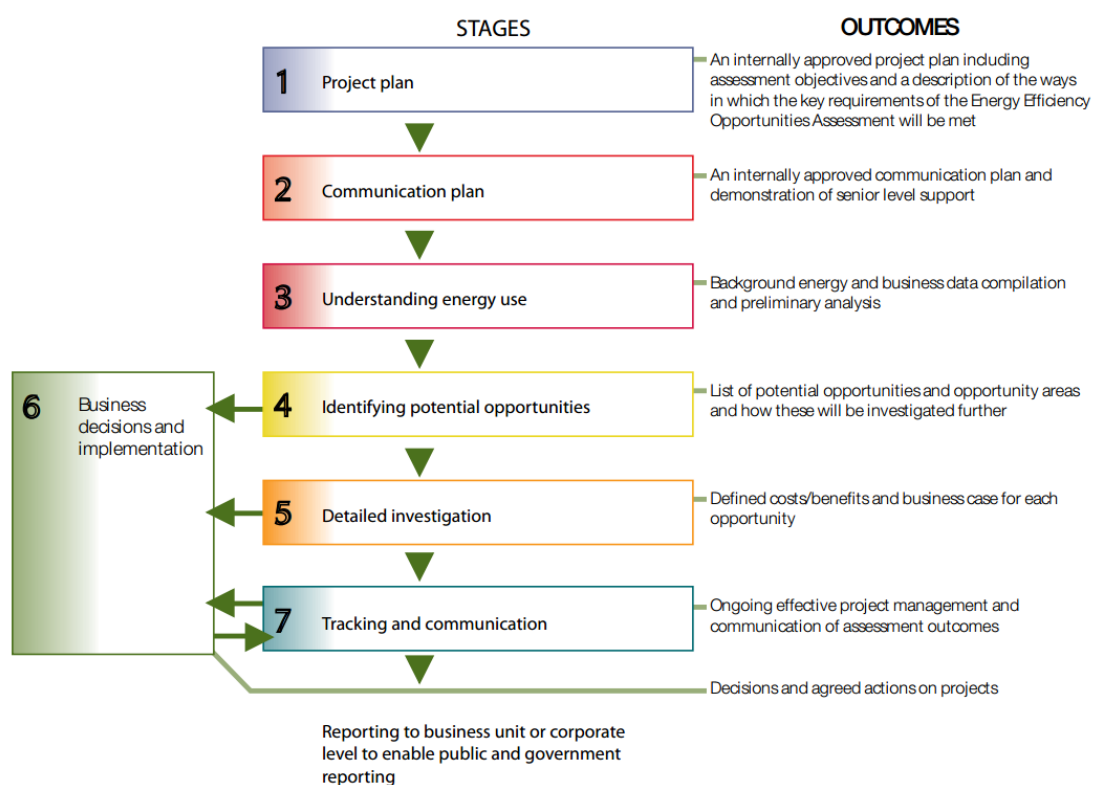 STAGES
OUTCOMES
1
Project plan
An internally approved project plan including
assessment objectives and a description of the ways
in which the key requirements of the Energy Efficiency
Opportunities Assessment will be met
2
Communication plan
An internally approved communication plan and
demonstration of senior level support
3
Understanding energy use
Background energy and business data compilation
and preliminary analysis
6
Business
decisions and
implementation
4
Identifying potential opportunities
List of potential opportunities and opportunity areas
and how these will be investigated further
5
Detailed investigation
Defined costs/benefits and business case for each
opportunity
7
Tracking and communication
Ongoing effective project management and
communication of assessment outcomes
Decisions and agreed actions on projects
Reporting to business unit or corporate
level to enable public and government
reporting